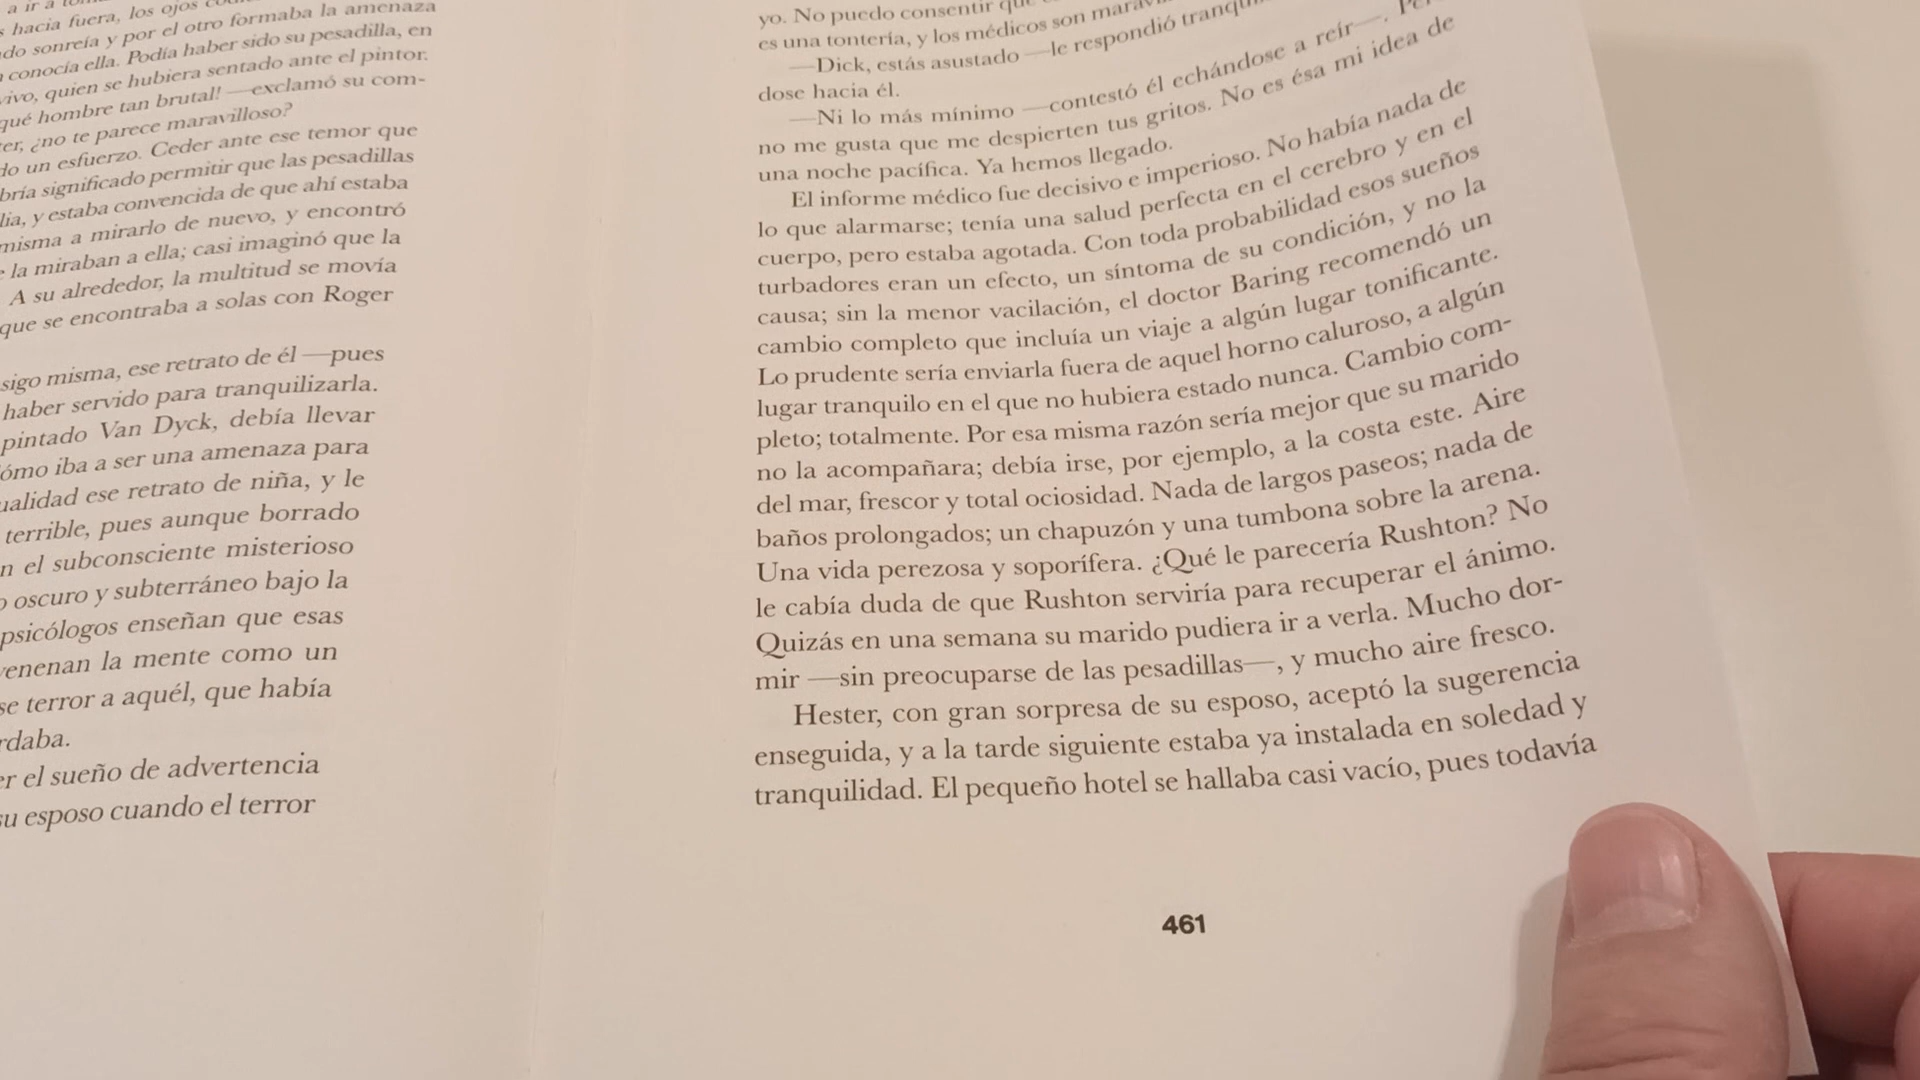 a ir a
hacia fuera, los ojos
do sonreía y por el otro formaba la amenaza
conocía ella. Podía haber sido su pesadilla, en
vivo, quien se hubiera sentado ante el pintor.
qué hombre tan brutal! —exclamó su com-
er, ¿no te parece maravilloso?
do un esfuerzo. Ceder ante ese temor que
bría significado permitir que las pesadillas
lia, y estaba convencida de que ahí estaba
misma a mirarlo de nuevo, y encontró
e la miraban a ella; casi imaginó que la
A su alrededor, la multitud se movía
que se encontraba a solas con Roger
sigo misma, ese retrato de él —pues
haber servido para tranquilizarla.
pintado Van Dyck, debía llevar
ómo iba a ser una amenaza para
ualidad ese retrato de niña, y le
terrible, pues aunque borrado
n el subconsciente misterioso
o oscuro y subterráneo bajo la
psicólogos enseñan que esas
venenan la mente como un
se terror a aquél, que había
rdaba.
er el sueño de advertencia
su esposo cuando el terror
yo. No puedo consentir que
es una tontería, y los médicos son
—Dick, estás asustado —le respondió
dose hacia él.
—Ni lo más mínimo —contestó él echándose a reír—.
no me gusta que me despierten tus gritos. No es ésa mi idea de
una noche pacífica. Ya hemos llegado.
El informe médico fue decisivo e imperioso. No había nada de
lo que alarmarse; tenía una salud perfecta en el cerebro y en el
cuerpo, pero estaba agotada. Con toda probabilidad esos sueños
turbadores eran un efecto, un síntoma de su condición, y no la
causa; sin la menor vacilación, el doctor Baring recomendó un
cambio completo que incluía un viaje a algún lugar tonificante.
Lo prudente sería enviarla fuera de aquel horno caluroso, a algún
lugar tranquilo en el que no hubiera estado nunca. Cambio com-
pleto; totalmente. Por esa misma razón sería mejor que su marido
no la acompañara; debía irse, por ejemplo, a la costa este. Aire
del mar, frescor y total ociosidad. Nada de largos paseos; nada de
baños prolongados; un chapuzón y una tumbona sobre la arena.
Una vida perezosa y soporífera. ¿Qué le parecería Rushton? No
le cabía duda de que Rushton serviría para recuperar el ánimo.
Quizás en una semana su marido pudiera ir a verla. Mucho dor-
mir —sin preocuparse de las pesadillas—, y mucho aire fresco.
Hester, con gran sorpresa de su esposo, aceptó la sugerencia
enseguida, y a la tarde siguiente estaba ya instalada en soledad y
tranquilidad. El pequeño hotel se hallaba casi vacío, pues todavía
461